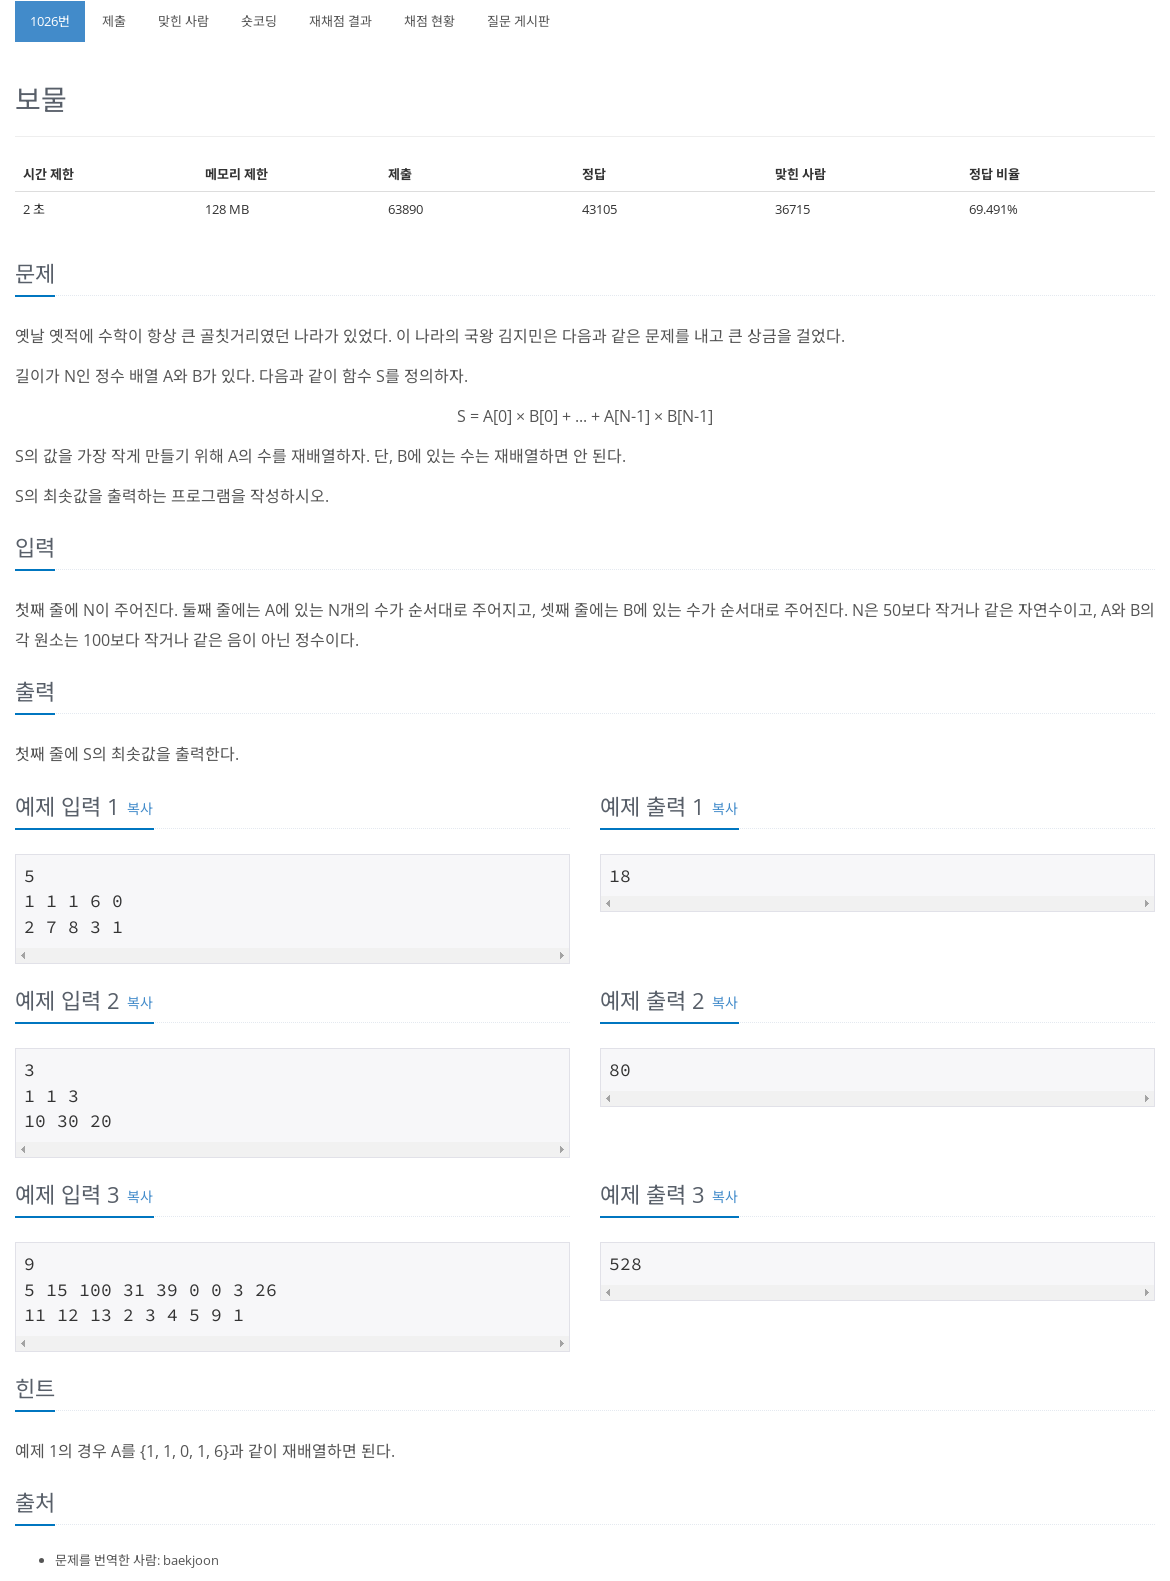 1026번 제출 맞힌 사람 숏코딩 재채점 결과 채점 현황 질문 게시판
보물
시간 제한 메모리 제한 제출 정답 맞힌 사람 정답 비율
2 초 128 MB 63890 43105 36715 69.491%
문제
옛날 옛적에 수학이 항상 큰 골칫거리였던 나라가 있었다. 이 나라의 국왕 김지민은 다음과 같은 문제를 내고 큰 상금을 걸었다.
길이가 N인 정수 배열 A와 B가 있다. 다음과 같이 함수 S를 정의하자.
S = A[0] × B[0] + ... + A[N-1] × B[N-1]
S의 값을 가장 작게 만들기 위해 A의 수를 재배열하자. 단, B에 있는 수는 재배열하면 안 된다.
S의 최솟값을 출력하는 프로그램을 작성하시오.
입력
첫째 줄에 N이 주어진다. 둘째 줄에는 A에 있는 N개의 수가 순서대로 주어지고, 셋째 줄에는 B에 있는 수가 순서대로 주어진다. N은 50보다 작거나 같은 자연수이고, A와 B의
각 원소는 100보다 작거나 같은 음이 아닌 정수이다.
출력
첫째 줄에 S의 최솟값을 출력한다.
예제 입력 1 복사
5
1 1 1 6 0
2 7 8 3 1
예제 출력 1 복사
18
예제 입력 2 복사
3
1 1 3
10 30 20
예제 출력 2 복사
80
예제 입력 3 복사
9
5 15 100 31 39 0 0 3 26
11 12 13 2 3 4 5 9 1
예제 출력 3 복사
528
힌트
예제 1의 경우 A를 {1, 1, 0, 1, 6}과 같이 재배열하면 된다.
출처
문제를 번역한 사람: baekjoon